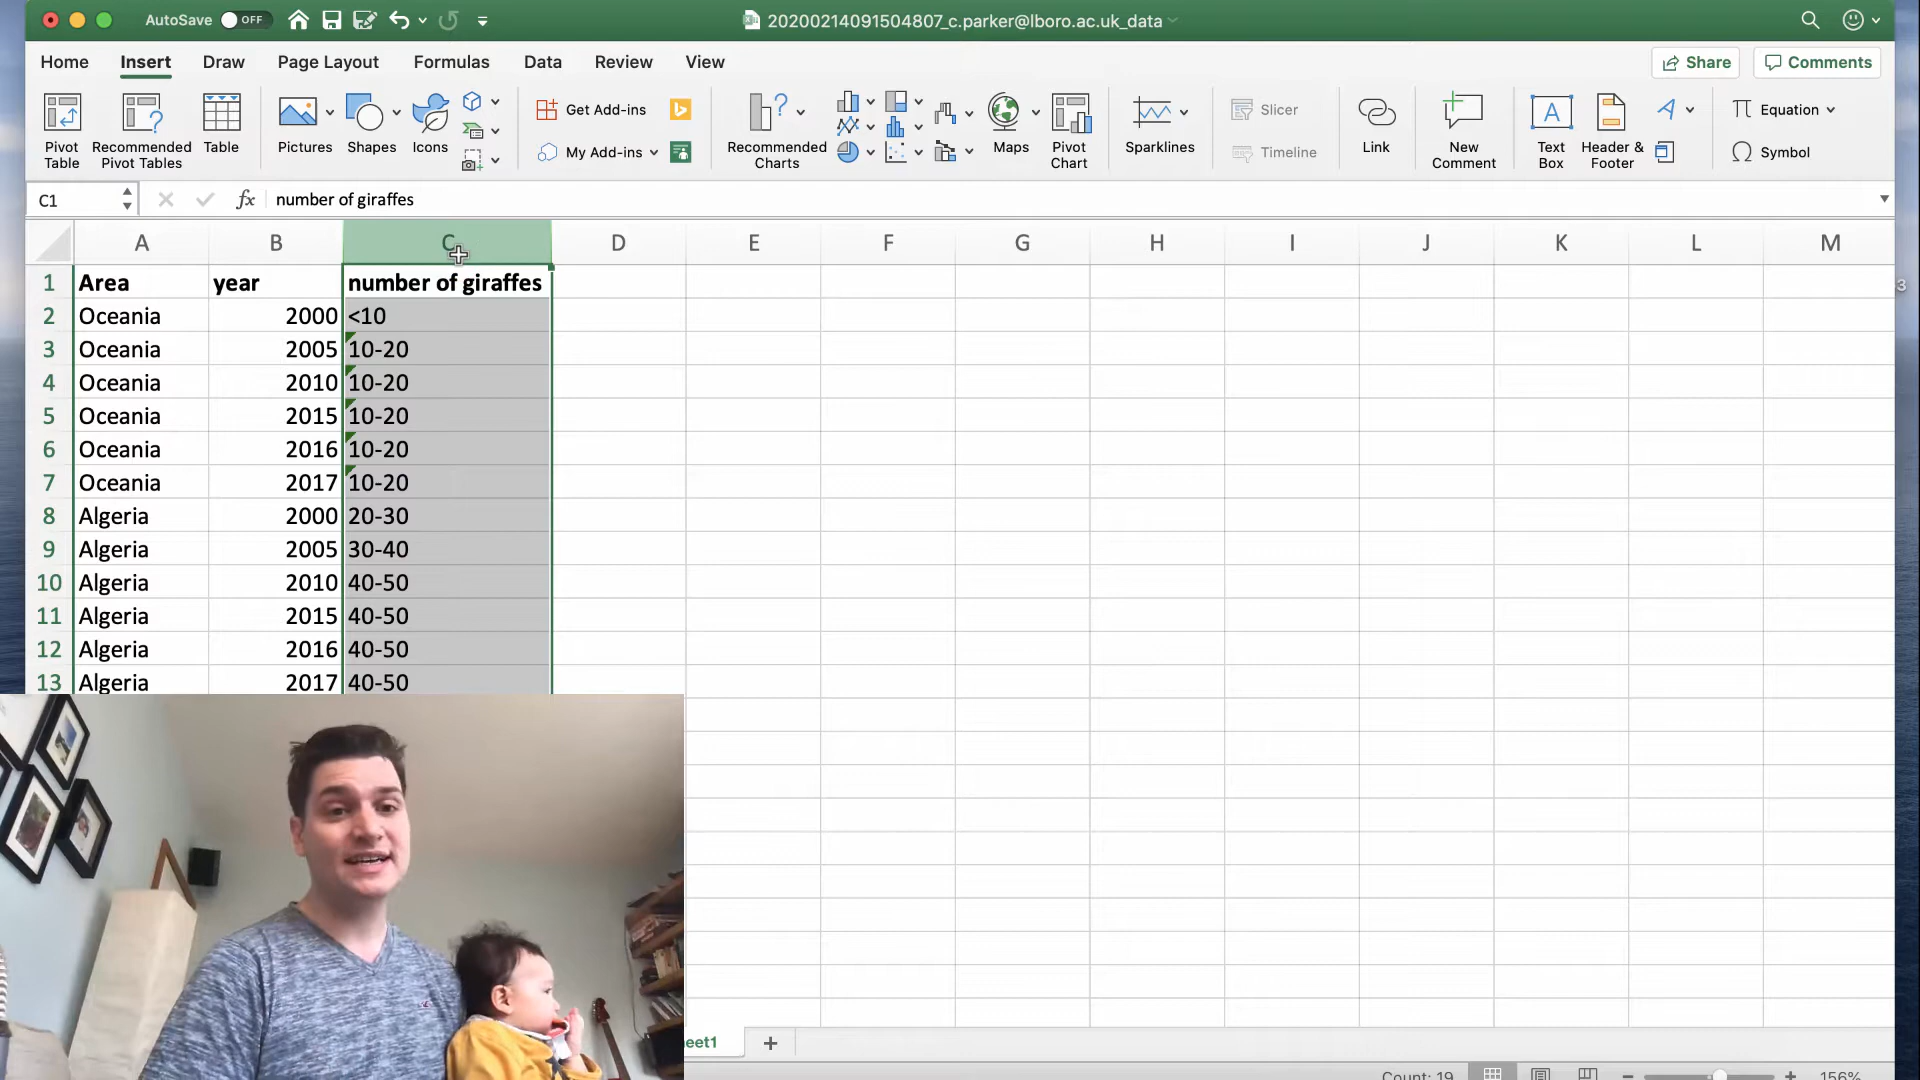 AutoSave OFF 20200214091504807_c.parker@lboro.ac.uk_data
Home Insert Draw Page Layout Formulas Data Review View Share Comments
Pivot Table
Recommended Pivot Tables
Table
Pictures
Shapes
Icons
Get Add-ins
My Add-ins
Recommended Charts
Maps
Pivot Chart
Sparklines
Slicer
Timeline
Link
New Comment
Text Box
Header & Footer
Equation
Symbol
C1 fx number of giraffes
A B C D E F G H I J K L M
1 Area year number of giraffes
2 Oceania 2000 <10
3 Oceania 2005 10-20
4 Oceania 2010 10-20
5 Oceania 2015 10-20
6 Oceania 2016 10-20
7 Oceania 2017 10-20
8 Algeria 2000 20-30
9 Algeria 2005 30-40
10 Algeria 2010 40-50
11 Algeria 2015 40-50
12 Algeria 2016 40-50
13 Algeria 2017 40-50
eet1 +
Count: 19 156%